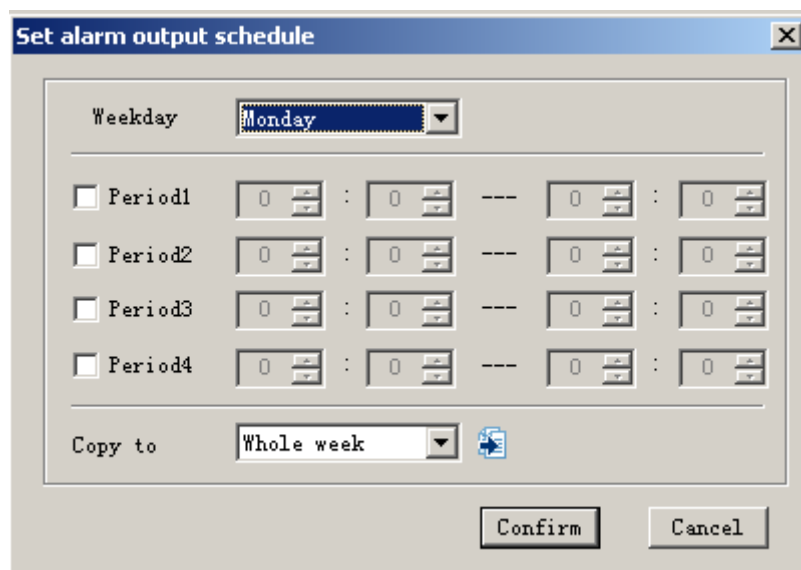 Set alarm output schedule
Weekday Monday
Period1 0 : 0 --- 0 : 0
Period2 0 : 0 --- 0 : 0
Period3 0 : 0 --- 0 : 0
Period4 0 : 0 --- 0 : 0
Copy to Whole week
Confirm Cancel